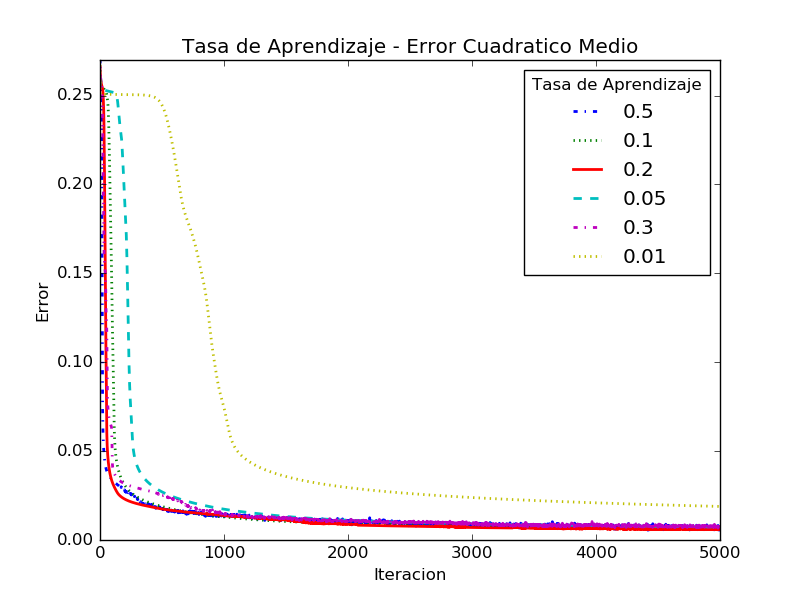 Tasa de Aprendizaje - Error Cuadratico Medio
Tasa de Aprendizaje
0.5
0.1
0.2
0.05
0.3
0.01
Error
0.25
0.20
0.15
0.10
0.05
0.00
0 1000 2000 3000 4000 5000
Iteracion